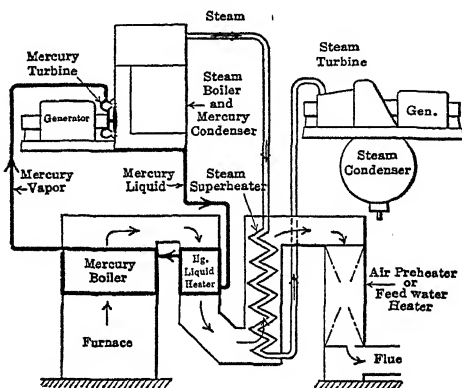 Steam
Mercury
Turbine
Steam
Turbine
Generator
Steam
Boiler
and
Mercury
Condenser
Gen.
Steam
Condenser
Mercury
Vapor
Mercury
Liquid
Steam
Superheater
Mercury
Boiler
Hg.
Liquid
Heater
Air Preheater
or
Feed water
Heater
Furnace
Flue